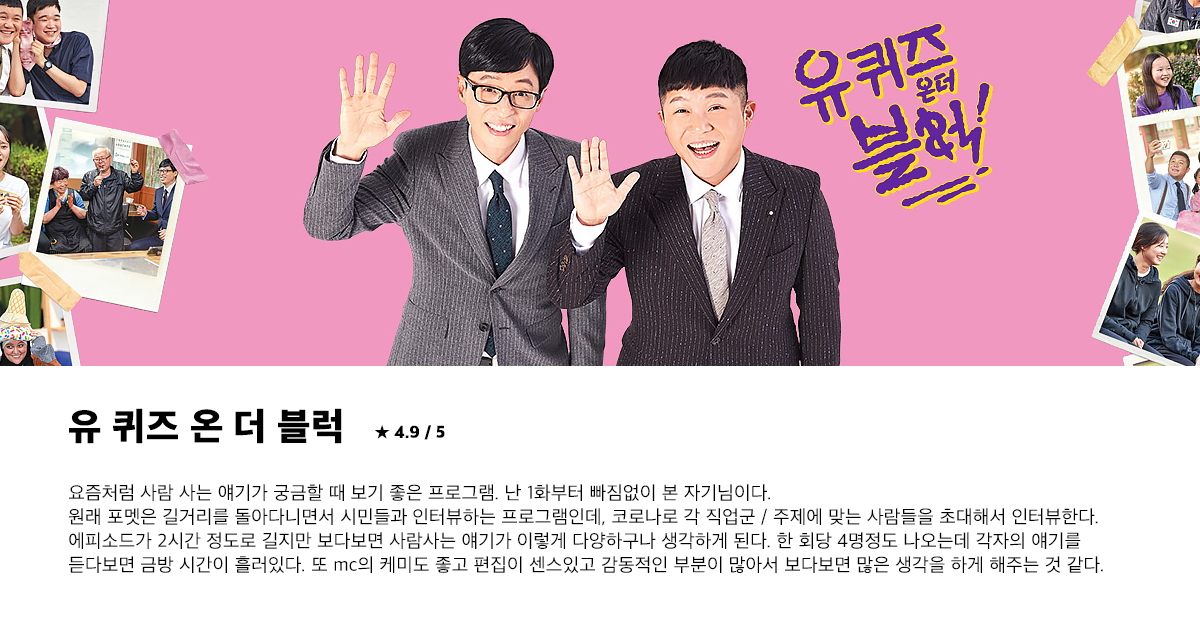 유 퀴즈
온 더
블럭!
유 퀴즈 온 더 블럭 ★ 4.9 / 5
요즘처럼 사람 사는 얘기가 궁금할 때 보기 좋은 프로그램. 난 1화부터 빠짐없이 본 자기님이다.
원래 포멧은 길거리를 돌아다니면서 시민들과 인터뷰하는 프로그램인데, 코로나로 각 직업군 / 주제에 맞는 사람들을 초대해서 인터뷰한다.
에피소드가 2시간 정도로 길지만 보다보면 사람사는 얘기가 이렇게 다양하구나 생각하게 된다. 한 회당 4명정도 나오는데 각자의 얘기를
듣다보면 금방 시간이 흘러있다. 또 mc의 케미도 좋고 편집이 센스있고 감동적인 부분이 많아서 보다보면 많은 생각을 하게 해주는 것 같다.